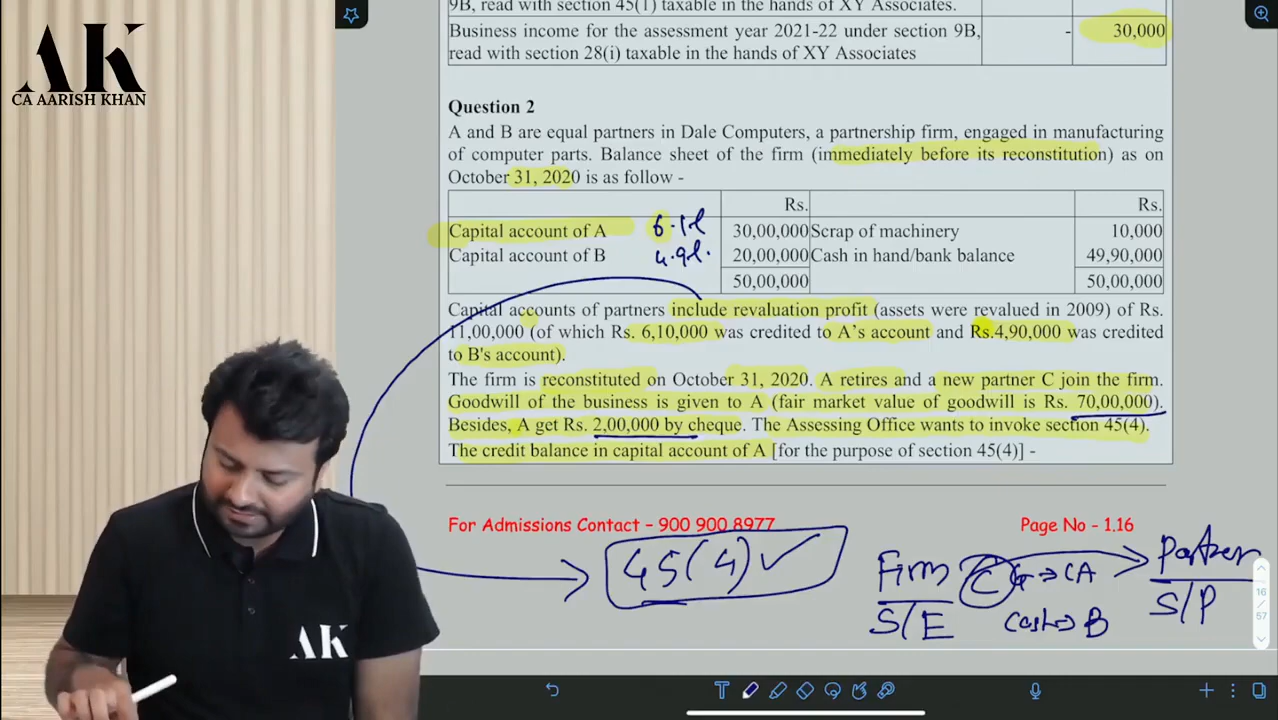 AK
CA AARISH KHAN
9B, read with section 45(1) taxable in the hands of XY Associates.
Business income for the assessment year 2021-22 under section 9B, - 30,000
read with section 28(i) taxable in the hands of XY Associates
Question 2
A and B are equal partners in Dale Computers, a partnership firm, engaged in manufacturing
of computer parts. Balance sheet of the firm (immediately before its reconstitution) as on
October 31, 2020 is as follow -
Rs. Rs.
Capital account of A 6.1l 30,00,000 Scrap of machinery 10,000
Capital account of B 4.9l. 20,00,000 Cash in hand/bank balance 49,90,000
50,00,000 50,00,000
Capital accounts of partners include revaluation profit (assets were revalued in 2009) of Rs.
11,00,000 (of which Rs. 6,10,000 was credited to A's account and Rs.4,90,000 was credited
to B's account).
The firm is reconstituted on October 31, 2020. A retires and a new partner C join the firm.
Goodwill of the business is given to A (fair market value of goodwill is Rs. 70,00,000).
Besides, A get Rs. 2,00,000 by cheque. The Assessing Office wants to invoke section 45(4).
The credit balance in capital account of A [for the purpose of section 45(4)] -
For Admissions Contact – 900 900 8977 Page No - 1.16
45(4) ✓
Firm C G → CA Partner
S/E Cash → B S/P
AK
16
/
57
T